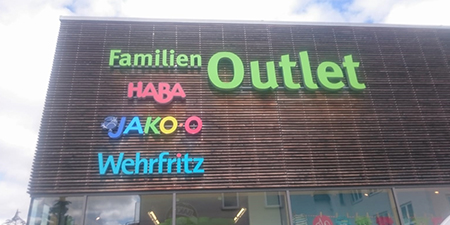 Familien Outlet
HABA
JAKO-O
Wehrfritz